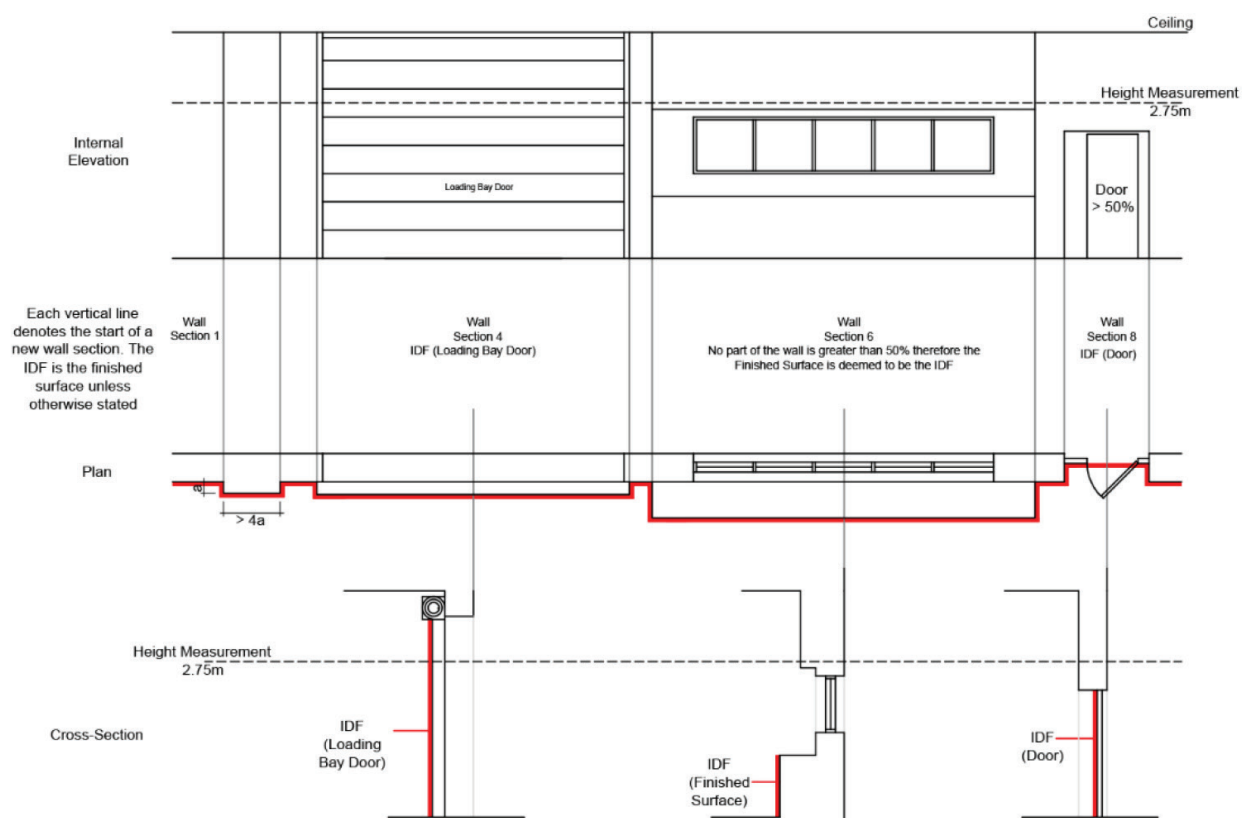 Ceiling
Height Measurement
2.75m
Internal
Elevation
Loading Bay Door
Door
> 50%
Each vertical line
denotes the start of a
new wall section. The
IDF is the finished
surface unless
otherwise stated
Wall
Section 1
Wall
Section 4
IDF (Loading Bay Door)
Wall
Section 6
No part of the wall is greater than 50% therefore the
Finished Surface is deemed to be the IDF
Wall
Section 8
IDF (Door)
Plan
a
> 4a
Height Measurement
2.75m
Cross-Section
IDF
(Loading
Bay Door)
IDF
(Finished
Surface)
IDF
(Door)